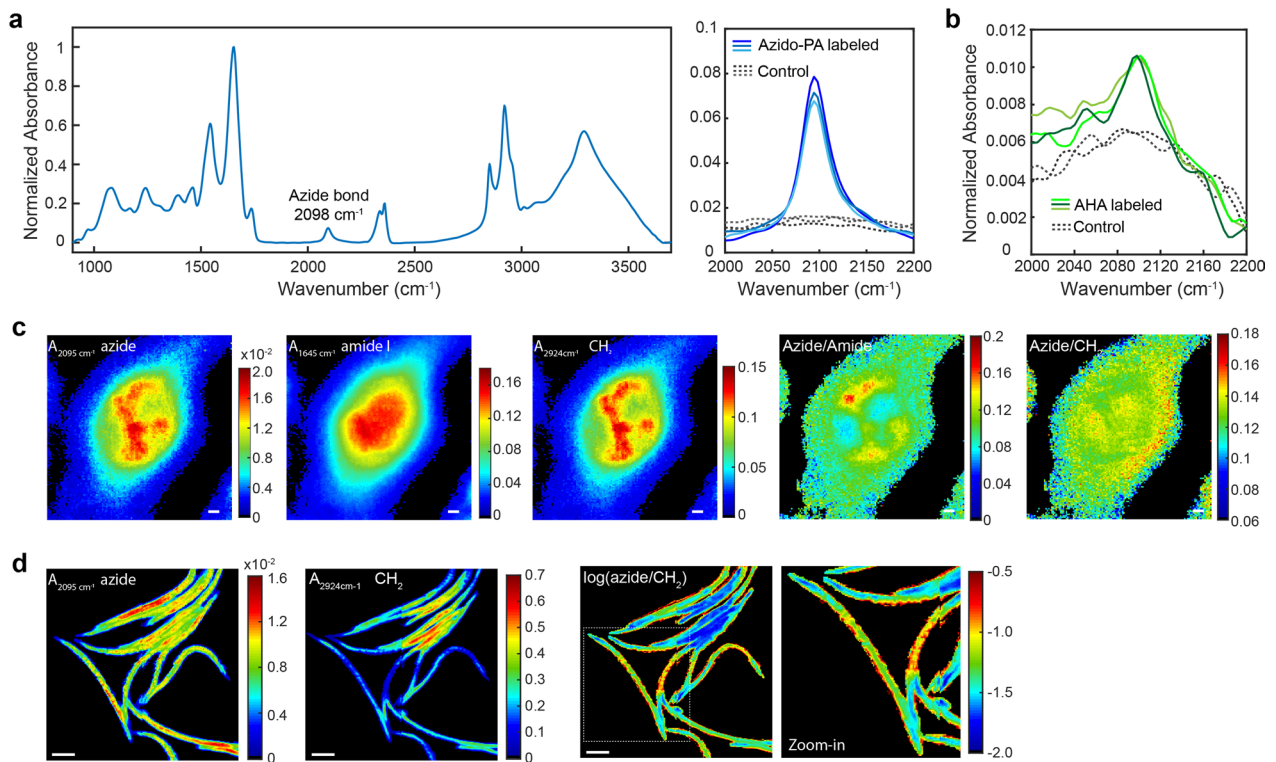 a
Normalized Absorbance
1
0.8
0.6
0.4
0.2
0
Azide bond
2098 cm⁻¹
1000 1500 2000 2500 3000 3500
Wavenumber (cm⁻¹)
0.1
0.08
0.06
0.04
0.02
0
Azido-PA labeled
Control
2000 2050 2100 2150 2200
Wavenumber (cm⁻¹)
b
Normalized Absorbance
0.012
0.010
0.008
0.006
0.004
0.002
0
AHA labeled
Control
2000 2040 2080 2120 2160 2200
Wavenumber (cm⁻¹)
c
A2095 cm⁻¹ azide
x10⁻²
2.0
1.6
1.2
0.8
0.4
0
A1645 cm⁻¹ amide I
0.16
0.12
0.08
0.04
0
A2924cm⁻¹ CH₂
0.15
0.10
0.05
0
Azide/Amide
0.2
0.16
0.12
0.08
0.04
0
Azide/CH
0.18
0.16
0.14
0.12
0.1
0.08
0.06
d
A2095 cm⁻¹ azide
x10⁻²
1.6
1.2
0.8
0.4
0
A2924cm-1 CH₂
0.7
0.6
0.5
0.4
0.3
0.2
0.1
0
log(azide/CH₂)
Zoom-in
-0.5
-1.0
-1.5
-2.0